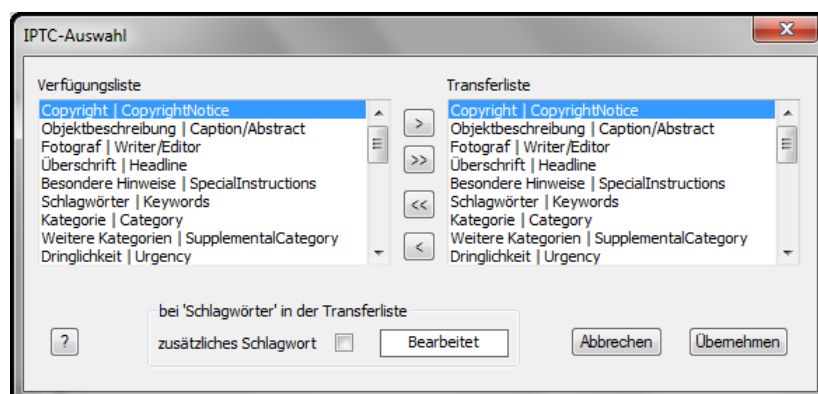 IPTC-Auswahl
x
Verfügungsliste
Copyright | CopyrightNotice
Objektbeschreibung | Caption/Abstract
Fotograf | Writer/Editor
Überschrift | Headline
Besondere Hinweise | SpecialInstructions
Schlagwörter | Keywords
Kategorie | Category
Weitere Kategorien | SupplementalCategory
Dringlichkeit | Urgency
>
>>
<<
<
Transferliste
Copyright | CopyrightNotice
Objektbeschreibung | Caption/Abstract
Fotograf | Writer/Editor
Überschrift | Headline
Besondere Hinweise | SpecialInstructions
Schlagwörter | Keywords
Kategorie | Category
Weitere Kategorien | SupplementalCategory
Dringlichkeit | Urgency
?
bei 'Schlagwörter' in der Transferliste
zusätzliches Schlagwort Bearbeitet
Abbrechen Übernehmen